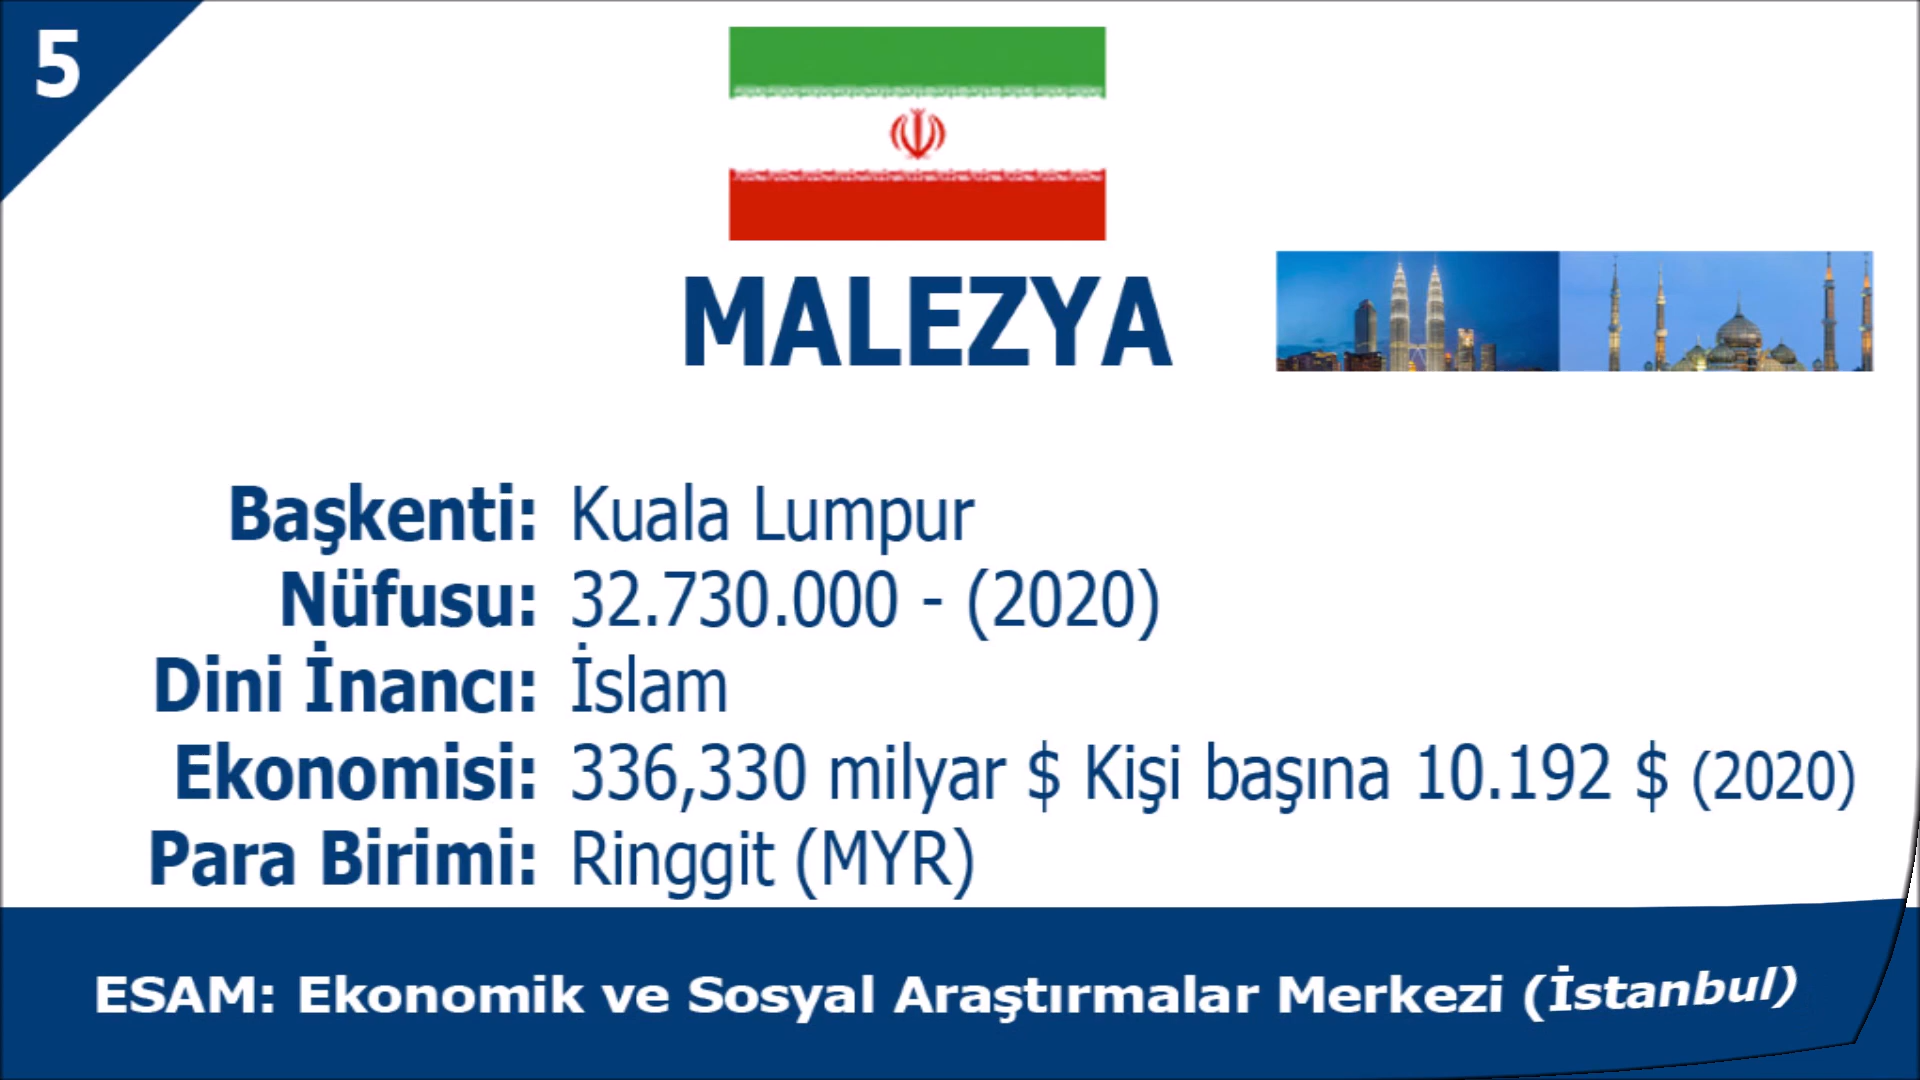 5
MALEZYA
Başkenti: Kuala Lumpur
Nüfusu: 32.730.000 - (2020)
Dini İnancı: İslam
Ekonomisi: 336,330 milyar $ Kişi başına 10.192 $ (2020)
Para Birimi: Ringgit (MYR)
ESAM: Ekonomik ve Sosyal Araştırmalar Merkezi (İstanbul)